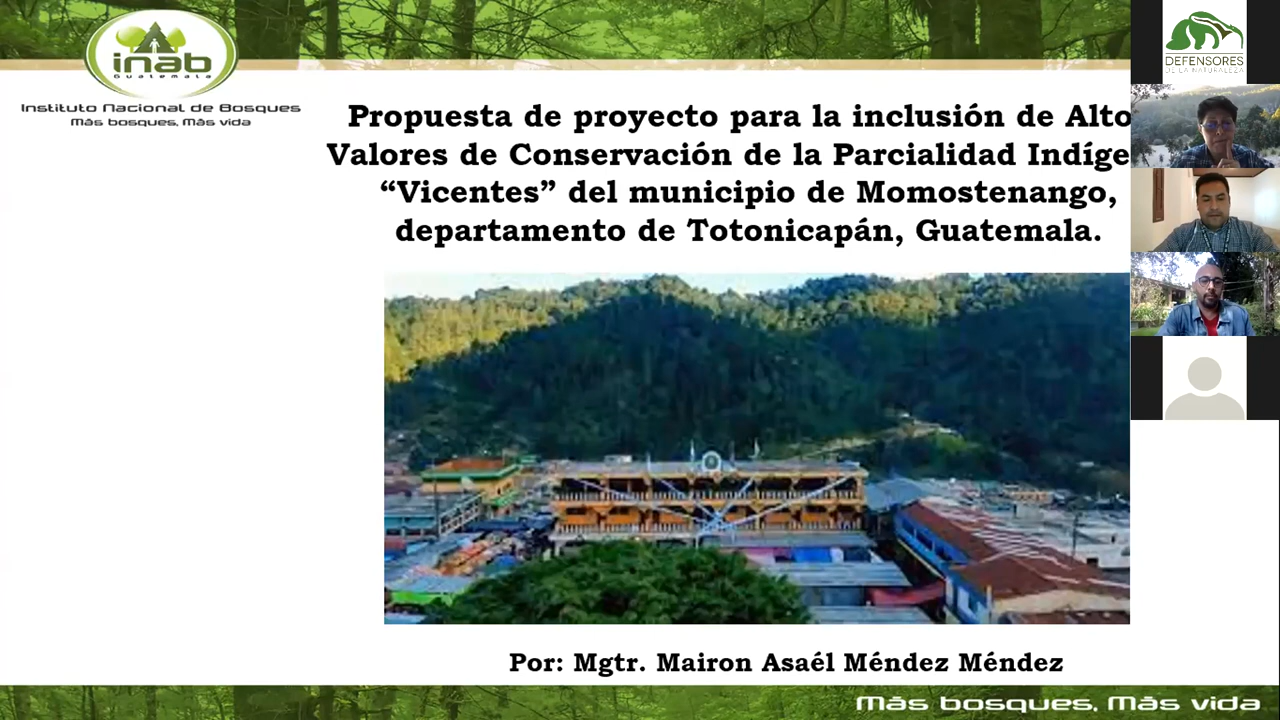 inab
Guatemala
Instituto Nacional de Bosques
Más bosques, Más vida
Propuesta de proyecto para la inclusión de Alto
Valores de Conservación de la Parcialidad Indíge
“Vicentes” del municipio de Momostenango,
departamento de Totonicapán, Guatemala.
Por: Mgtr. Mairon Asaél Méndez Méndez
Más bosques, Más vida
DEFENSORES
DE LA NATURALEZA